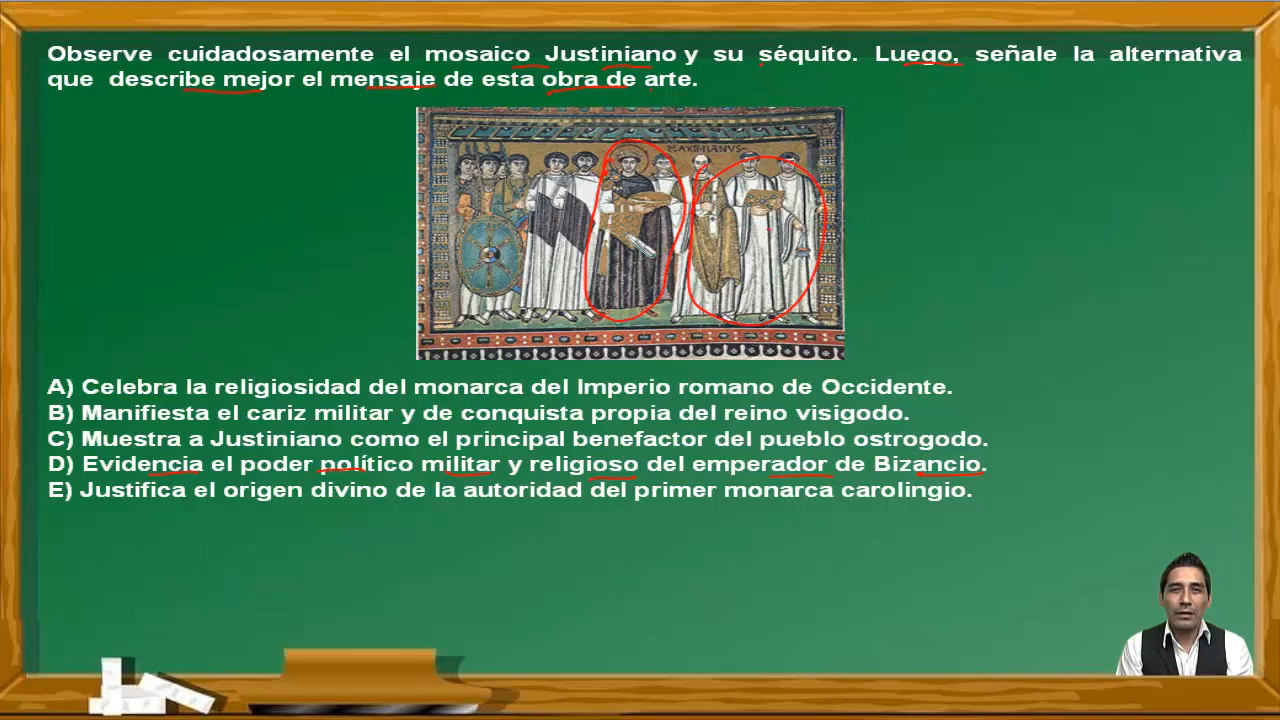 Observe cuidadosamente el mosaico Justiniano y su séquito. Luego, señale la alternativa
que describe mejor el mensaje de esta obra de arte.
MAXIMIANUS
A) Celebra la religiosidad del monarca del Imperio romano de Occidente.
B) Manifiesta el cariz militar y de conquista propia del reino visigodo.
C) Muestra a Justiniano como el principal benefactor del pueblo ostrogodo.
D) Evidencia el poder político militar y religioso del emperador de Bizancio.
E) Justifica el origen divino de la autoridad del primer monarca carolingio.